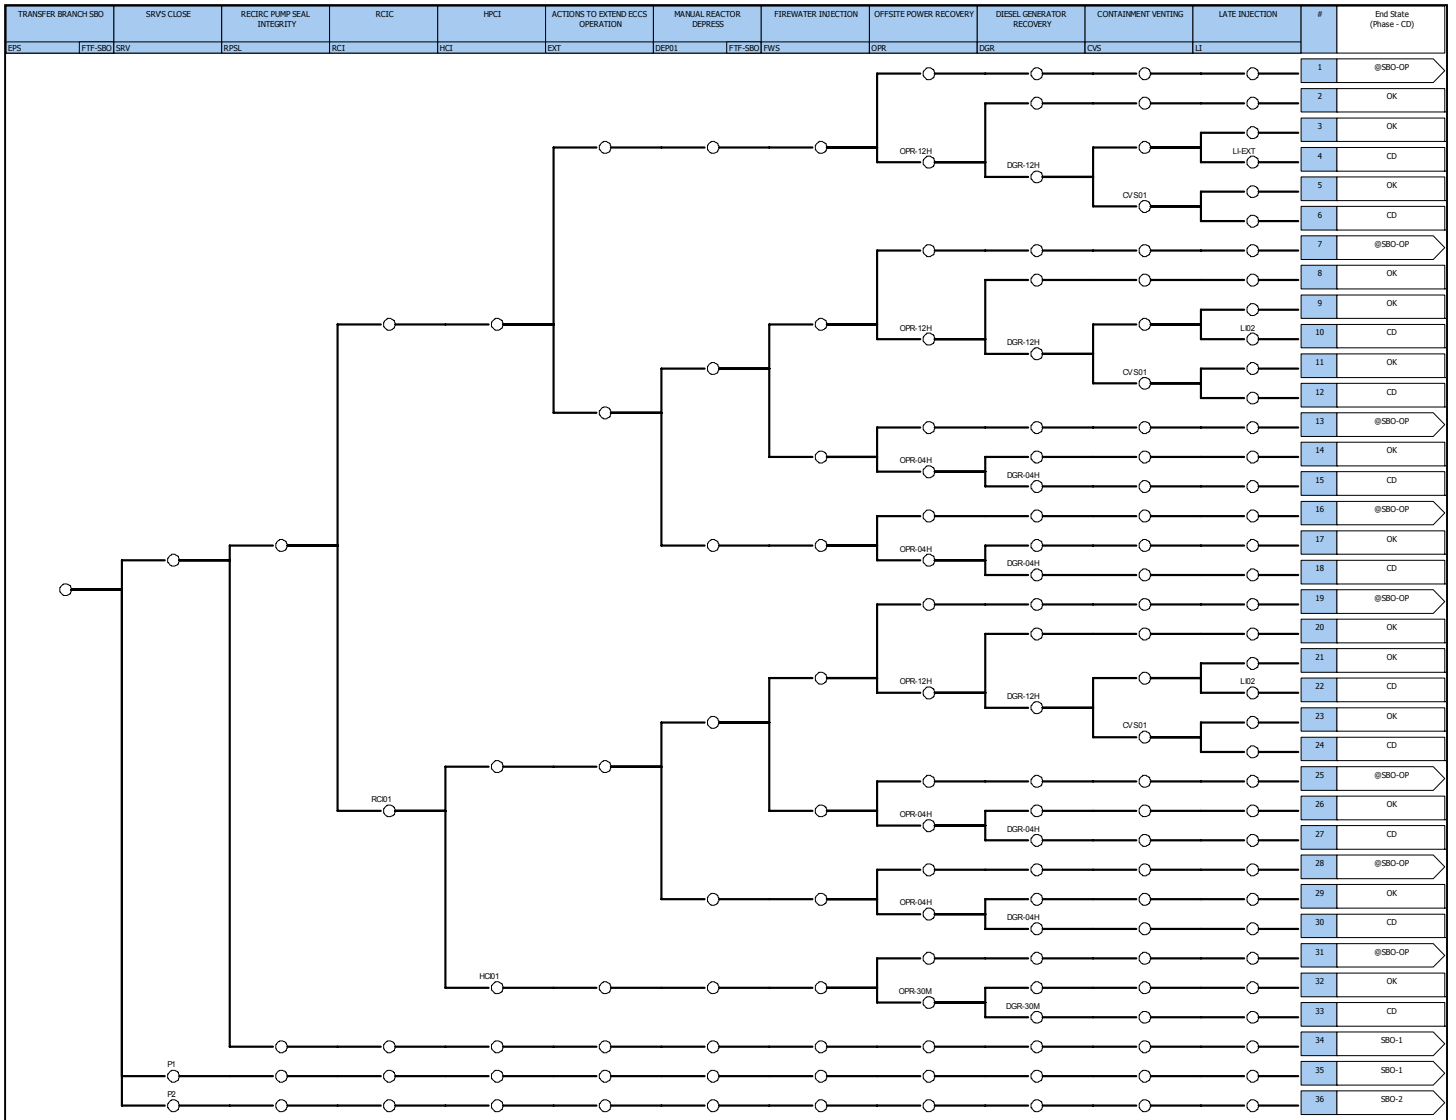 TRANSFER BRANCH SBO
SRV'S CLOSE
RECIRC PUMP SEAL
INTEGRITY
RCIC
HPCI
ACTIONS TO EXTEND ECCS
OPERATION
MANUAL REACTOR
DEPRESS
FIREWATER INJECTION
OFFSITE POWER RECOVERY
DIESEL GENERATOR
RECOVERY
CONTAINMENT VENTING
LATE INJECTION
#
End State
(Phase - CD)
EPS
FTF-SBO
SRV
RPSL
RCI
HCI
EXT
DEP01
FTF-SBO
FWS
OPR
DGR
CVS
LI
1
@SBO-OP
2
OK
3
OK
OPR-12H
LI-EXT
4
CD
DGR-12H
5
OK
CVS01
6
CD
7
@SBO-OP
8
OK
9
OK
OPR-12H
LI02
10
CD
DGR-12H
11
OK
CVS01
12
CD
13
@SBO-OP
14
OK
OPR-04H
DGR-04H
15
CD
16
@SBO-OP
17
OK
OPR-04H
DGR-04H
18
CD
19
@SBO-OP
20
OK
21
OK
OPR-12H
LI02
22
CD
DGR-12H
23
OK
CVS01
24
CD
25
@SBO-OP
RCI01
26
OK
OPR-04H
DGR-04H
27
CD
28
@SBO-OP
29
OK
OPR-04H
DGR-04H
30
CD
31
@SBO-OP
HCI01
32
OK
OPR-30M
DGR-30M
33
CD
34
SBO-1
P1
35
SBO-1
P2
36
SBO-2